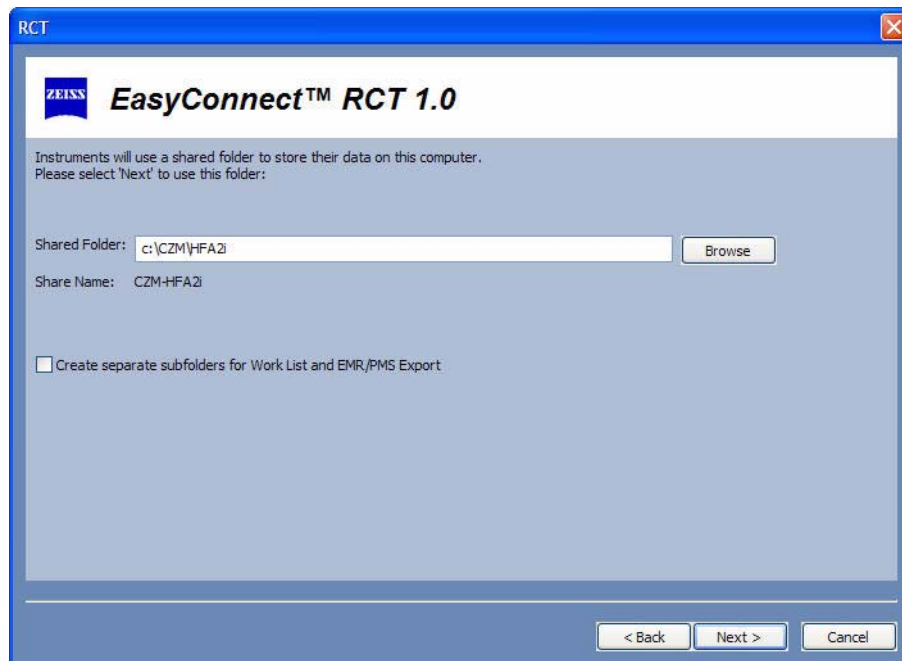 RCT
ZEISS
EasyConnect™ RCT 1.0
Instruments will use a shared folder to store their data on this computer.
Please select 'Next' to use this folder:
Shared Folder: c:\CZM\HFA2i Browse
Share Name: CZM-HFA2i
Create separate subfolders for Work List and EMR/PMS Export
< Back Next > Cancel